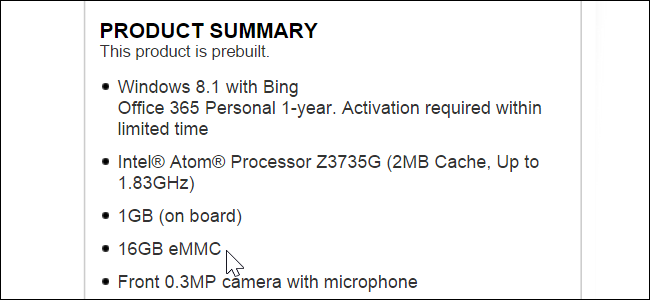 PRODUCT SUMMARY
This product is prebuilt.
Windows 8.1 with Bing
Office 365 Personal 1-year. Activation required within
limited time
Intel® Atom® Processor Z3735G (2MB Cache, Up to
1.83GHz)
1GB (on board)
16GB eMMC
Front 0.3MP camera with microphone